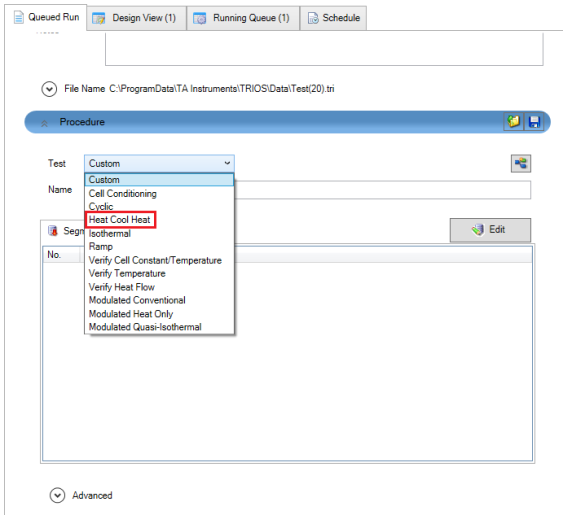 Queued Run
Design View (1)
Running Queue (1)
Schedule
Notes
File Name C:\ProgramData\TA Instruments\TRIOS\Data\Test(20).tri
Procedure
Test
Custom
Name
Custom
Cell Conditioning
Cyclic
Heat Cool Heat
Isothermal
Ramp
Verify Cell Constant/Temperature
Verify Temperature
Verify Heat Flow
Modulated Conventional
Modulated Heat Only
Modulated Quasi-Isothermal
Edit
No.
Advanced